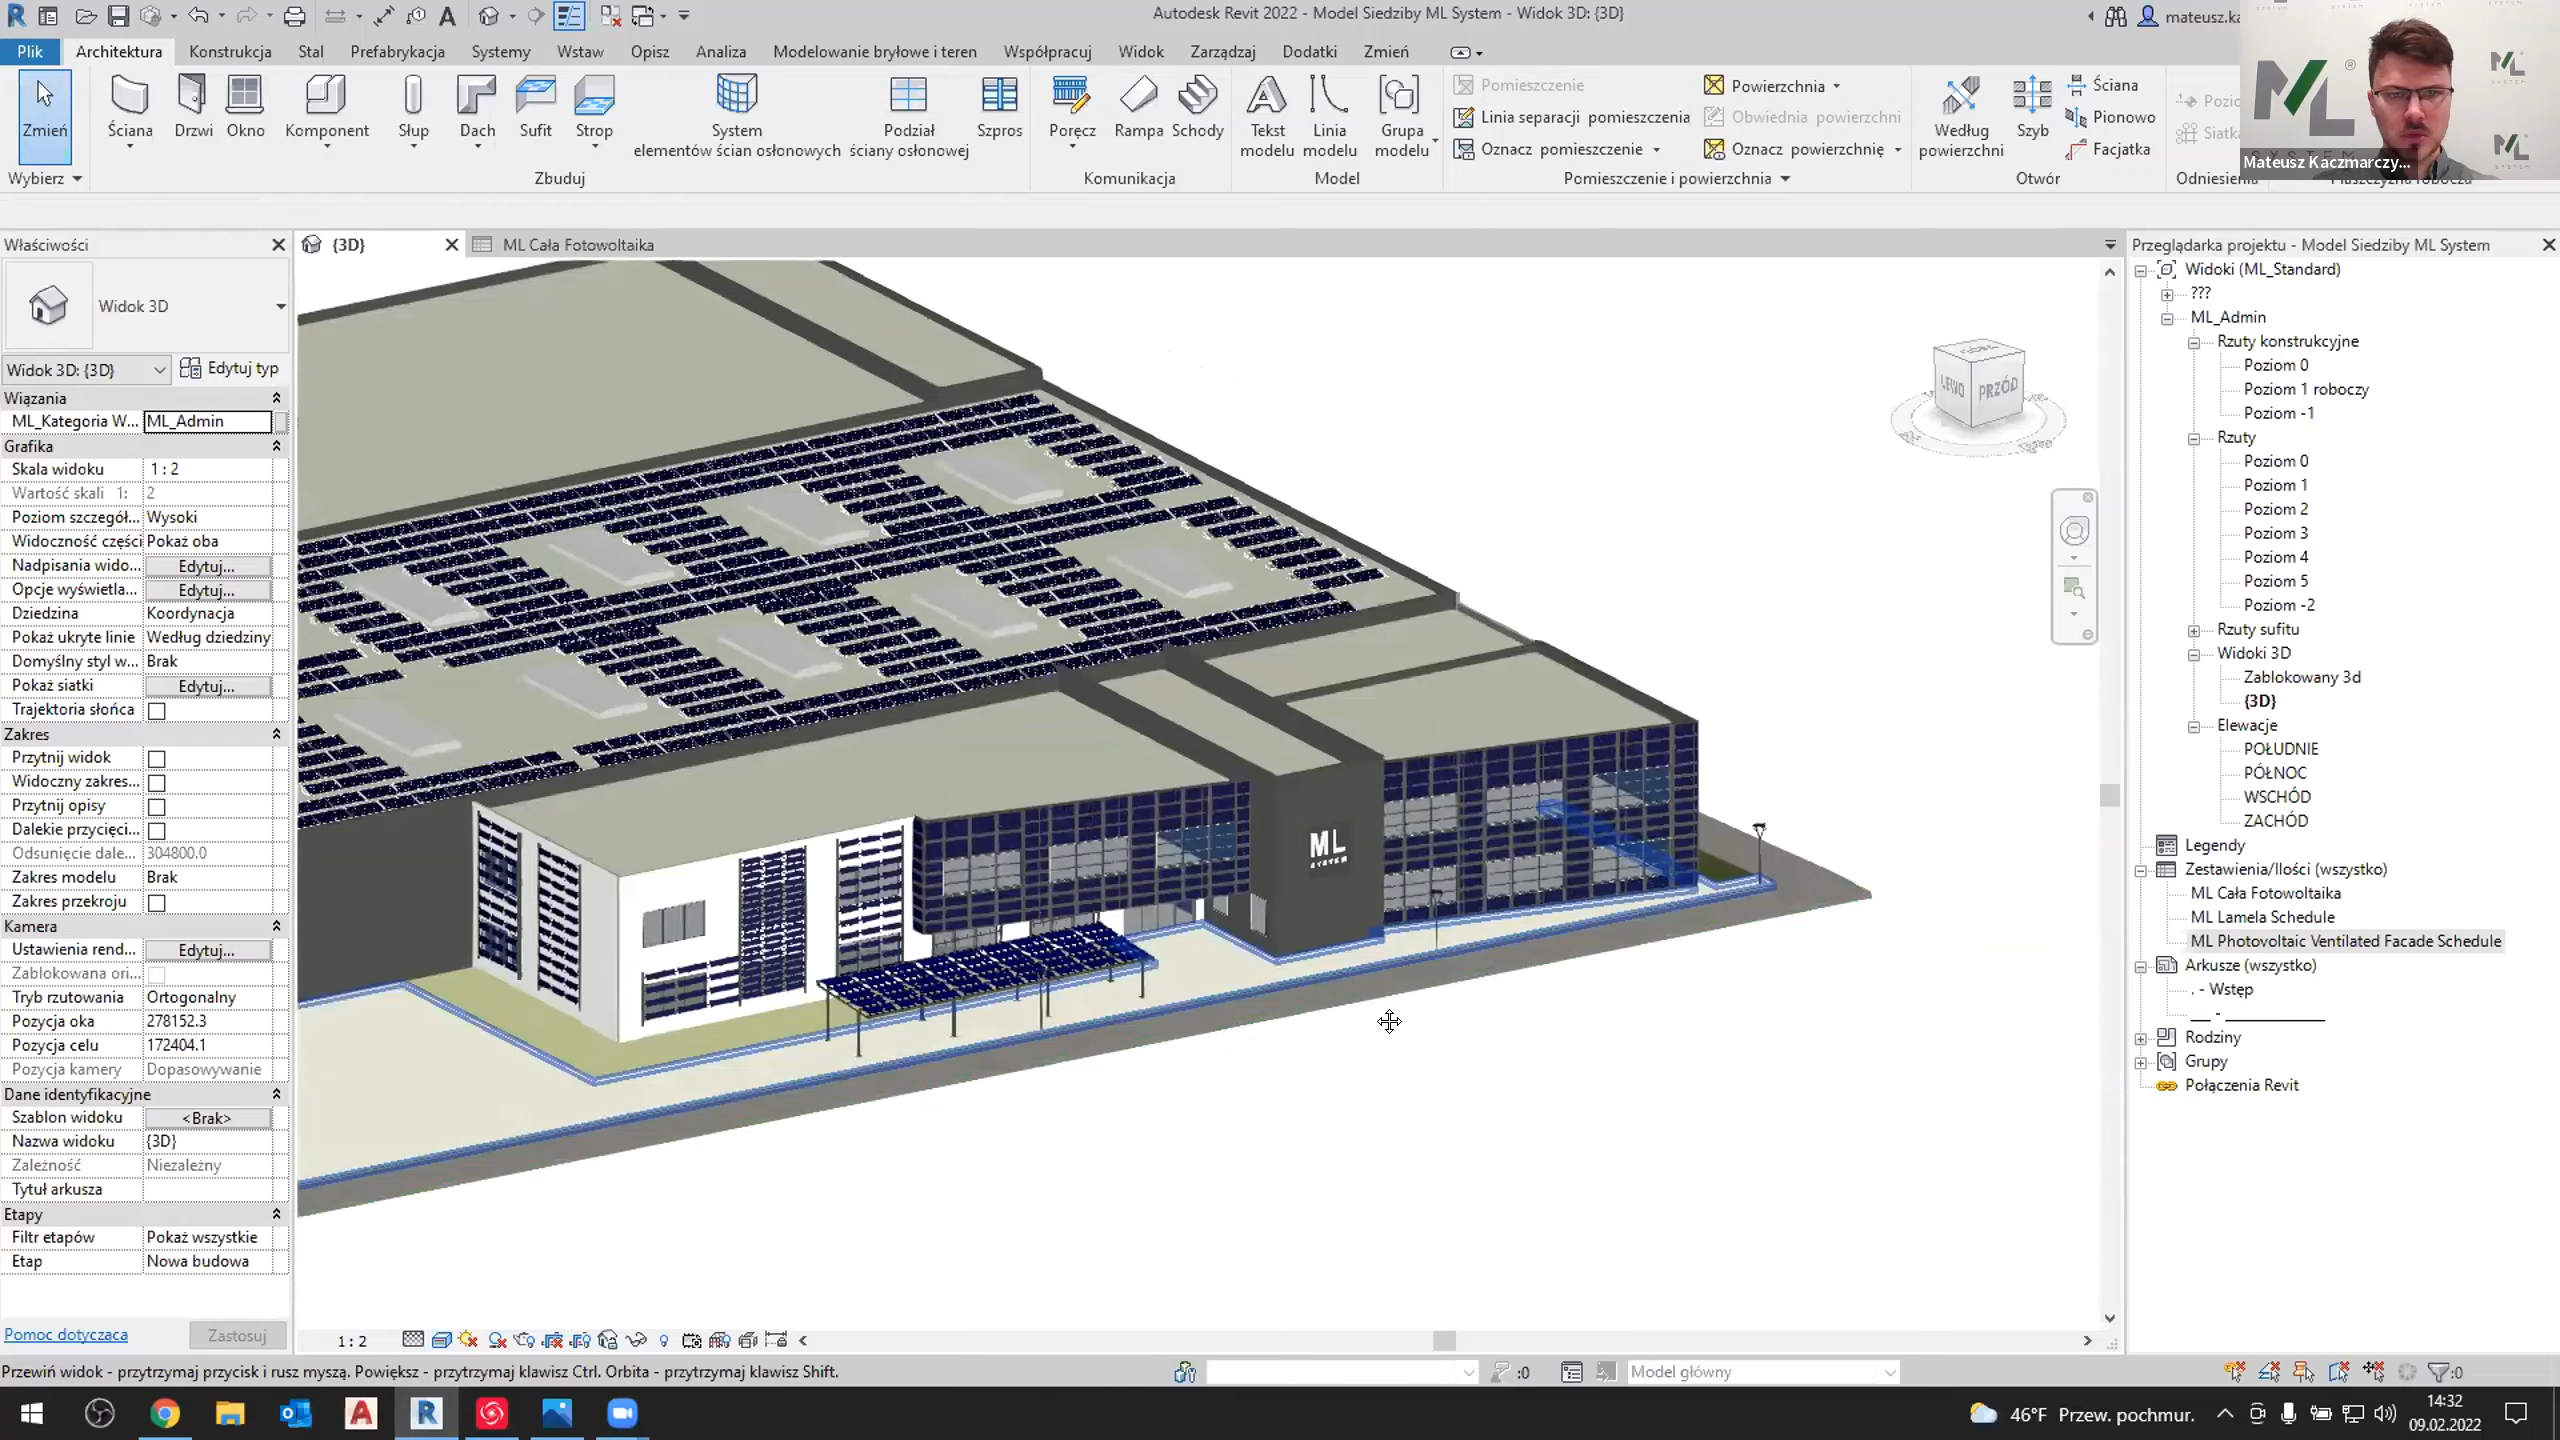 Autodesk Revit 2022 - Model Siedziby ML System - Widok 3D: {3D}
mateusz.ka
Plik
Architektura
Konstrukcja
Stal
Prefabrykacja
Systemy
Wstaw
Opisz
Analiza
Modelowanie bryłowe i teren
Współpracuj
Widok
Zarządzaj
Dodatki
Zmień
Zmień
Ściana
Drzwi
Okno
Komponent
Słup
Dach
Sufit
Strop
System
elementów ścian osłonowych
Podział
ściany osłonowej
Szpros
Poręcz
Rampa
Schody
Tekst
modelu
Linia
modelu
Grupa
modelu
Pomieszczenie
Linia separacji pomieszczenia
Oznacz pomieszczenie
Powierzchnia
Obwiednia powierzchni
Oznacz powierzchnię
Według
powierzchni
Szyb
Ściana
Pionowo
Facjatka
Pozio
Siatk
Wybierz
Zbuduj
Komunikacja
Model
Pomieszczenie i powierzchnia
Otwór
Odniesienia
Płaszczyzna robocza
ML
SYSTEM
Mateusz Kaczmarczy...
Właściwości
{3D}
ML Cała Fotowoltaika
Widok 3D
Widok 3D: {3D}
Edytuj typ
Wiązania
ML_Kategoria W... ML_Admin
Grafika
Skala widoku 1 : 2
Wartość skali 1: 2
Poziom szczegół... Wysoki
Widoczność części Pokaż oba
Nadpisania wido... Edytuj...
Opcje wyświetla... Edytuj...
Dziedzina Koordynacja
Pokaż ukryte linie Według dziedziny
Domyślny styl w... Brak
Pokaż siatki Edytuj...
Trajektoria słońca
Zakres
Przytnij widok
Widoczny zakres...
Przytnij opisy
Dalekie przycięci...
Odsunięcie dale... 304800.0
Zakres modelu Brak
Zakres przekroju
Kamera
Ustawienia rend... Edytuj...
Zablokowana ori...
Tryb rzutowania Ortogonalny
Pozycja oka 278152.3
Pozycja celu 172404.1
Pozycja kamery Dopasowywanie
Dane identyfikacyjne
Szablon widoku <Brak>
Nazwa widoku {3D}
Zależność Niezależny
Tytuł arkusza
Etapy
Filtr etapów Pokaż wszystkie
Etap Nowa budowa
Pomoc dotycząca
Zastosuj
LEWO
PRZÓD
ML
SYSTEM
1 : 2
Przeglądarka projektu - Model Siedziby ML System
Widoki (ML_Standard)
???
ML_Admin
Rzuty konstrukcyjne
Poziom 0
Poziom 1 roboczy
Poziom -1
Rzuty
Poziom 0
Poziom 1
Poziom 2
Poziom 3
Poziom 4
Poziom 5
Poziom -2
Rzuty sufitu
Widoki 3D
Zablokowany 3d
{3D}
Elewacje
POŁUDNIE
PÓŁNOC
WSCHÓD
ZACHÓD
Legendy
Zestawienia/Ilości (wszystko)
ML Cała Fotowoltaika
ML Lamela Schedule
ML Photovoltaic Ventilated Facade Schedule
Arkusze (wszystko)
. - Wstęp
__ - ____________
Rodziny
Grupy
Połączenia Revit
Przewiń widok - przytrzymaj przycisk i rusz myszą. Powiększ - przytrzymaj klawisz Ctrl. Orbita - przytrzymaj klawisz Shift.
:0
Model główny
:0
46°F Przew. pochmur.
14:32
09.02.2022